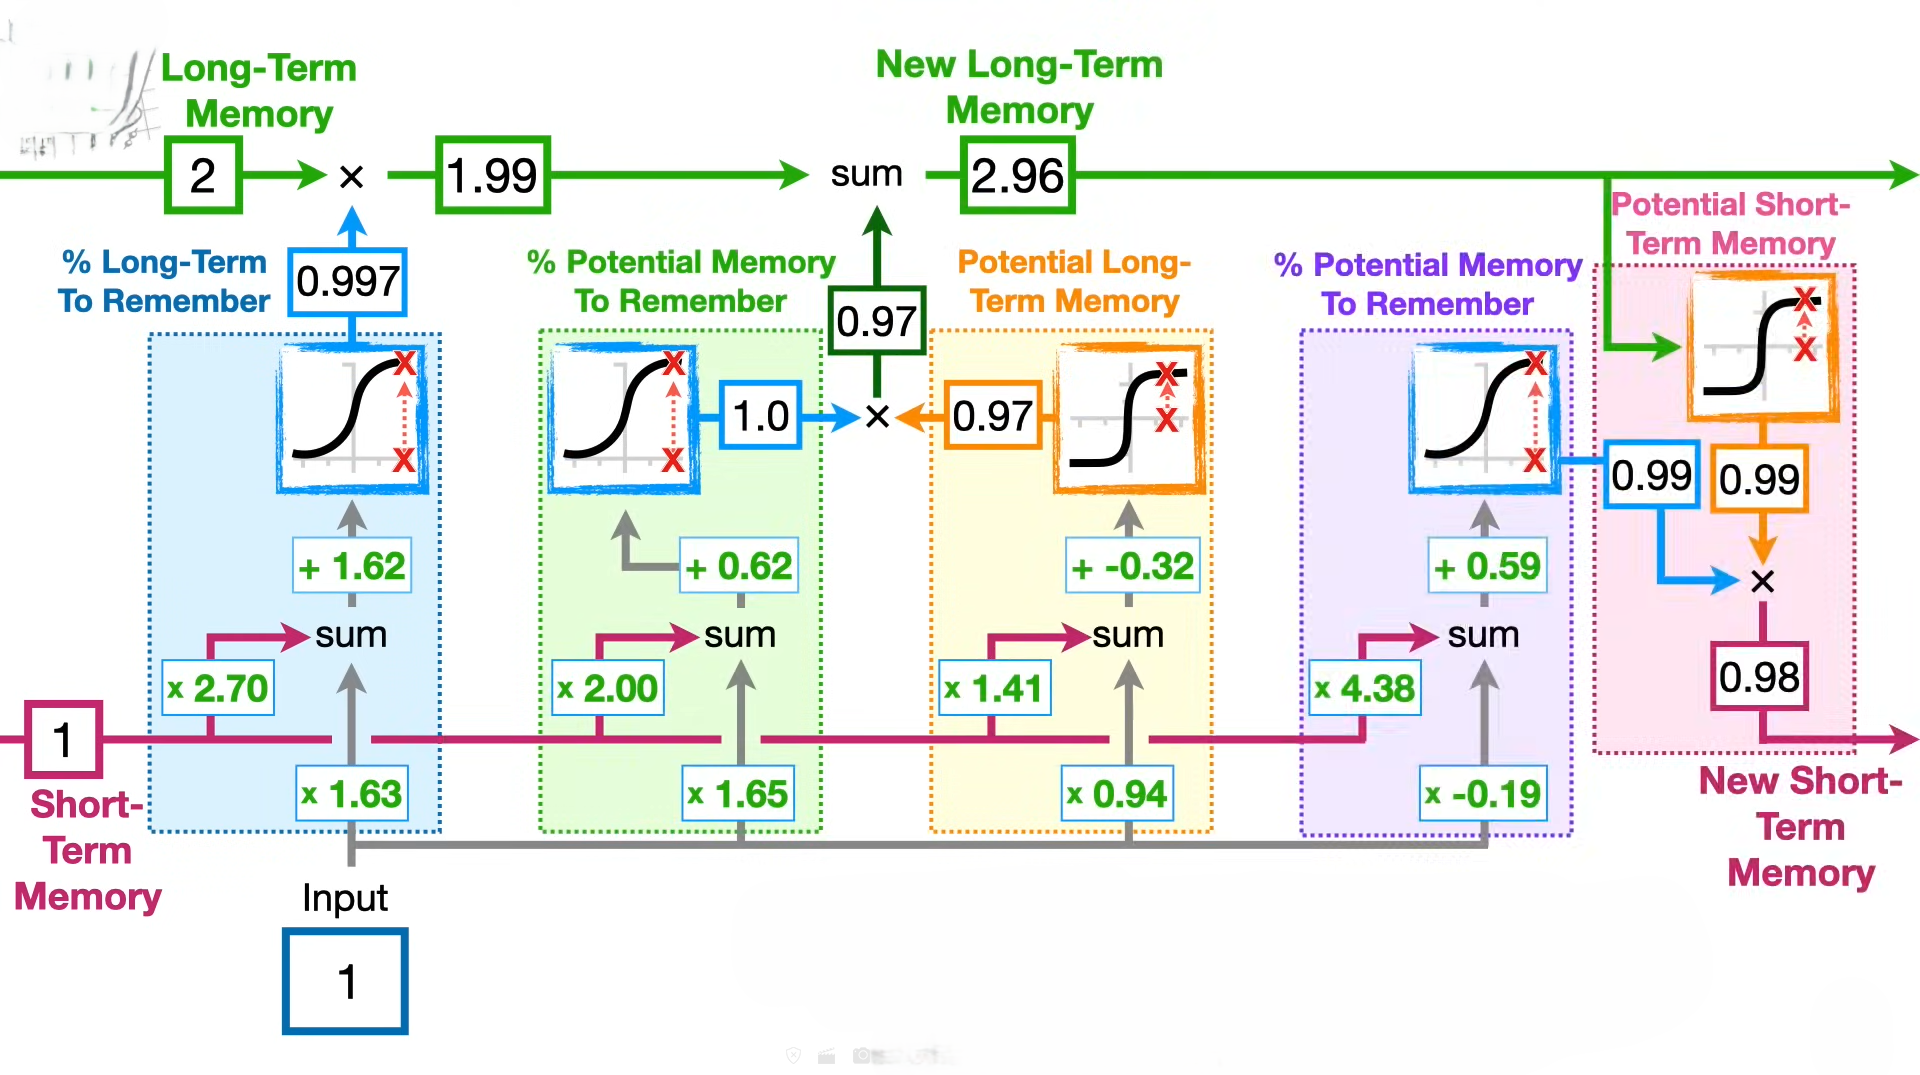 Long-Term
Memory
New Long-Term
Memory
2
×
1.99
sum
2.96
Potential Short-
Term Memory
% Long-Term
To Remember
0.997
% Potential Memory
To Remember
0.97
Potential Long-
Term Memory
% Potential Memory
To Remember
X
X
X
X
X
X
X
X
X
X
1.0
×
0.97
0.99
0.99
+ 1.62
+ 0.62
+ -0.32
+ 0.59
×
sum
sum
sum
sum
x 2.70
x 2.00
x 1.41
x 4.38
0.98
1
Short-
Term
Memory
x 1.63
x 1.65
x 0.94
x -0.19
New Short-
Term
Memory
Input
1